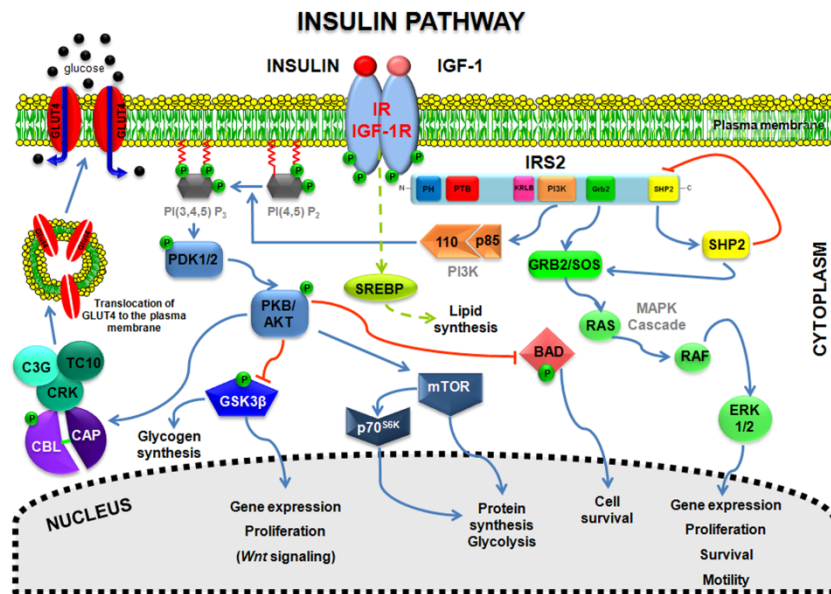 INSULIN PATHWAY
glucose
INSULIN
IGF-1
GLUT4
GLUT4
IR
IGF-1R
Plasma membrane
P
P
P
P
IRS2
N-
PH
PTB
KRLB
PI3K
Grb2
SHP2
-C
P
P
P
P
P
P
P
PI(3,4,5) P3
PI(4,5) P2
110
p85
PI3K
SHP2
GRB2/SOS
P
PDK1/2
SREBP
Lipid
synthesis
Translocation of
GLUT4 to the plasma
membrane
P
PKB/
AKT
RAS
MAPK
Cascade
RAF
CYTOPLASM
C3G
TC10
CRK
P
CBL
CAP
P
GSK3β
Glycogen
synthesis
mTOR
p70S6K
BAD
P
ERK
1/2
NUCLEUS
Gene expression
Proliferation
(Wnt signaling)
Protein
synthesis
Glycolysis
Cell
survival
Gene expression
Proliferation
Survival
Motility